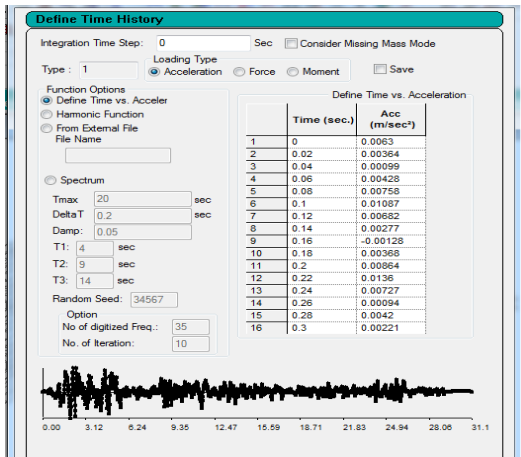 Define Time History
Integration Time Step: 0 Sec Consider Missing Mass Mode
Type : 1 Loading Type Acceleration Force Moment Save
Function Options
Define Time vs. Acceler
Harmonic Function
From External File
File Name
Spectrum
Tmax 20 sec
DeltaT 0.2 sec
Damp: 0.05
T1: 4 sec
T2: 9 sec
T3: 14 sec
Random Seed: 34567
Option
No of digitized Freq.: 35
No. of Iteration: 10
Define Time vs. Acceleration
Time (sec.) Acc (m/sec²)
1 0 0.0063
2 0.02 0.00364
3 0.04 0.00099
4 0.06 0.00428
5 0.08 0.00758
6 0.1 0.01087
7 0.12 0.00682
8 0.14 0.00277
9 0.16 -0.00128
10 0.18 0.00368
11 0.2 0.00864
12 0.22 0.0136
13 0.24 0.00727
14 0.26 0.00094
15 0.28 0.0042
16 0.3 0.00221
0.00 3.12 6.24 9.35 12.47 15.59 18.71 21.83 24.94 28.06 31.1